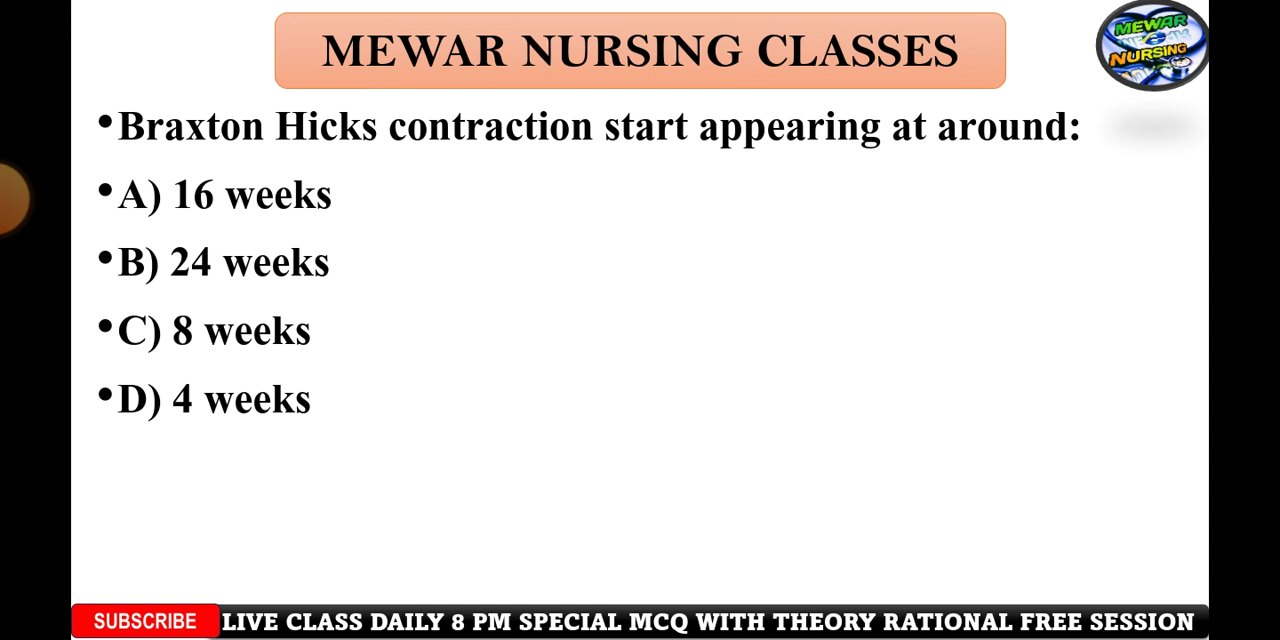 MEWAR NURSING CLASSES
MEWAR
NURSING
•Braxton Hicks contraction start appearing at around:
•A) 16 weeks
•B) 24 weeks
•C) 8 weeks
•D) 4 weeks
SUBSCRIBE LIVE CLASS DAILY 8 PM SPECIAL MCQ WITH THEORY RATIONAL FREE SESSION